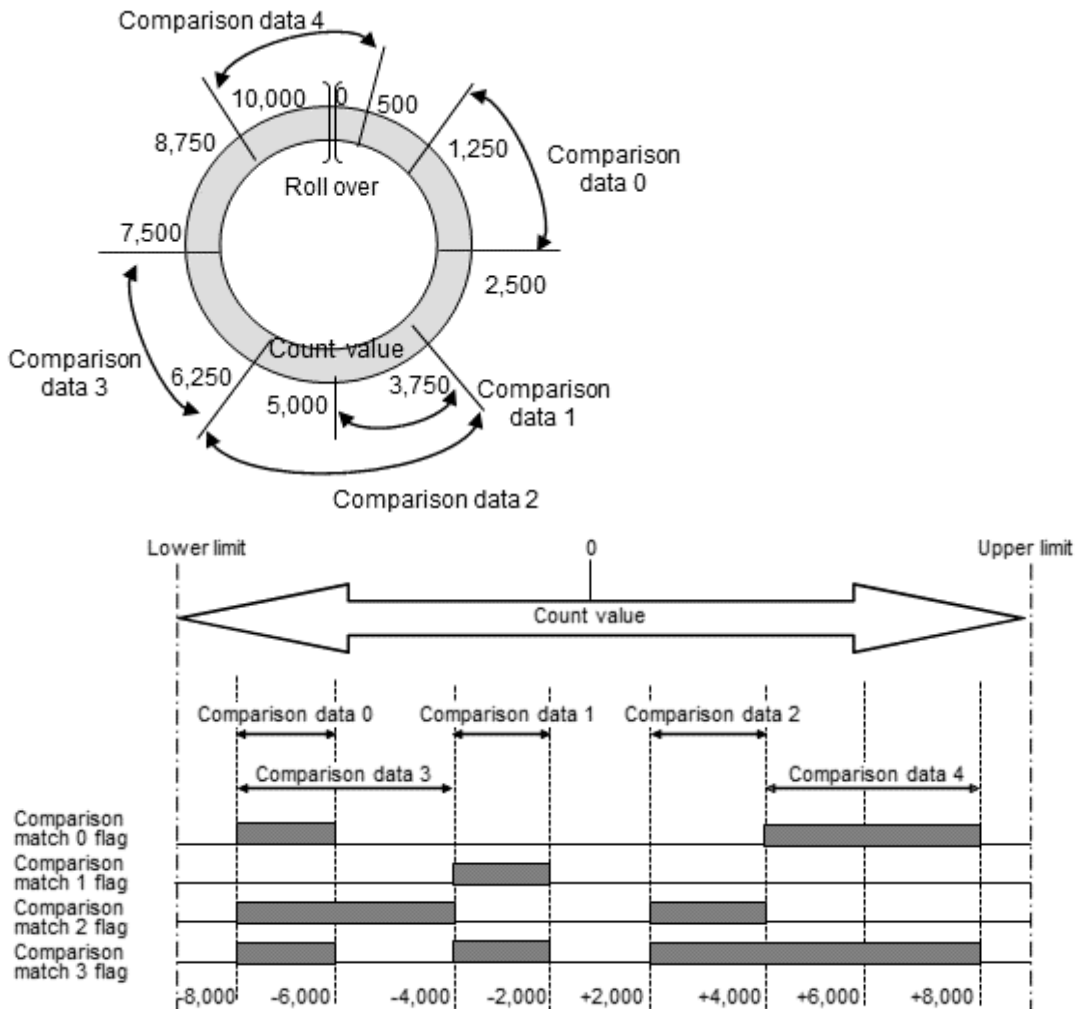 Comparison data 4
10,000
0
500
8,750
1,250
Comparison
data 0
Roll over
7,500
2,500
Comparison
data 3
Count value
6,250
3,750
Comparison
data 1
5,000
Comparison data 2
Lower limit
0
Upper limit
Count value
Comparison data 0
Comparison data 1
Comparison data 2
Comparison data 3
Comparison data 4
Comparison
match 0 flag
Comparison
match 1 flag
Comparison
match 2 flag
Comparison
match 3 flag
-8,000
-6,000
-4,000
-2,000
+2,000
+4,000
+6,000
+8,000